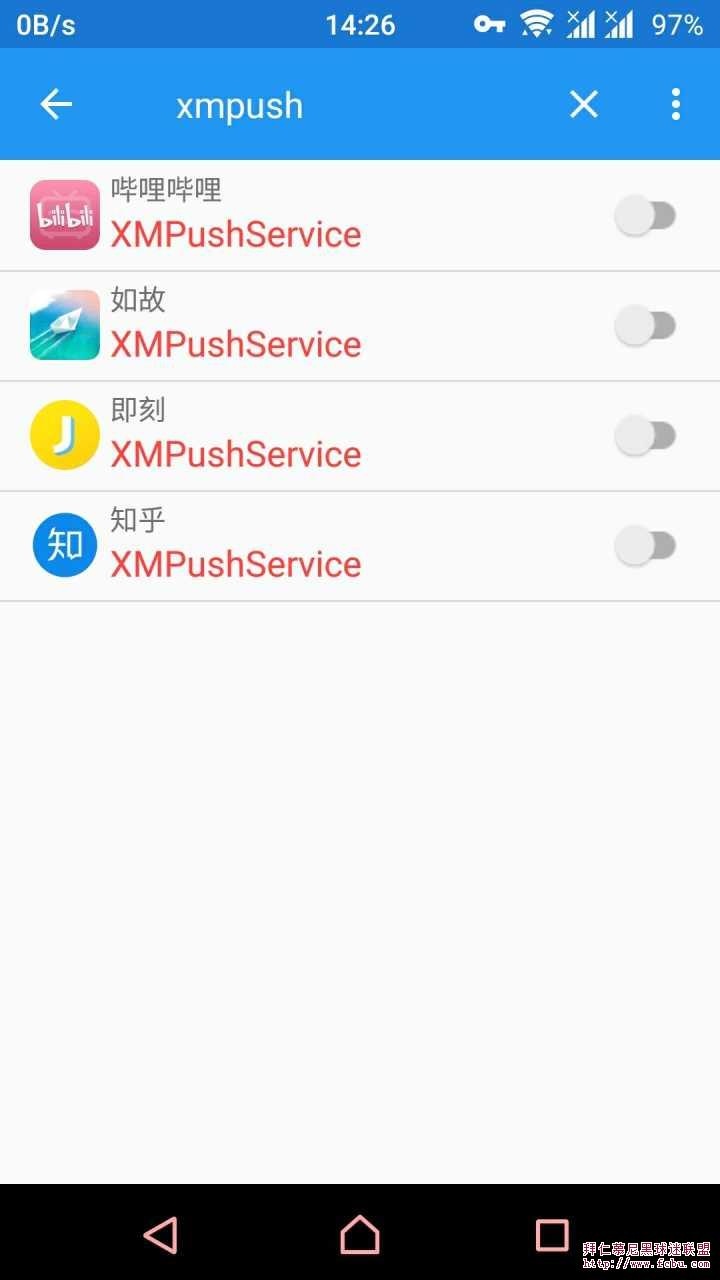 0B/s 14:26 97%
xmpush
哔哩哔哩
bilibili
XMPushService
如故
XMPushService
即刻
J
XMPushService
知乎
知
XMPushService
拜仁慕尼黑球迷联盟
http://www.fcbu.com